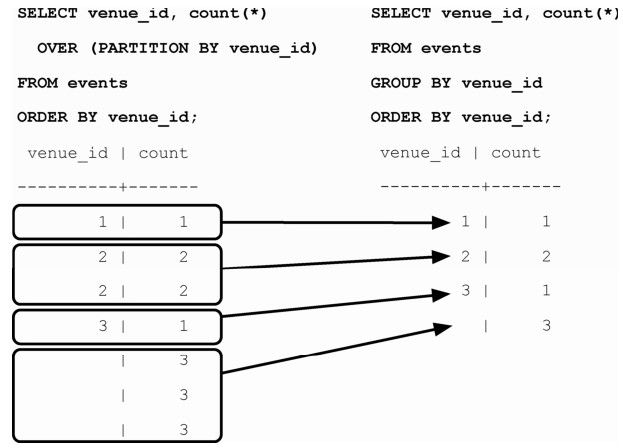 SELECT venue_id, count(*)
OVER (PARTITION BY venue_id)
FROM events
ORDER BY venue_id;
venue_id | count
----------+-------
1 | 1
2 | 2
2 | 2
3 | 1
| 3
| 3
| 3
SELECT venue_id, count(*)
FROM events
GROUP BY venue_id
ORDER BY venue_id;
venue_id | count
----------+-------
1 | 1
2 | 2
3 | 1
| 3